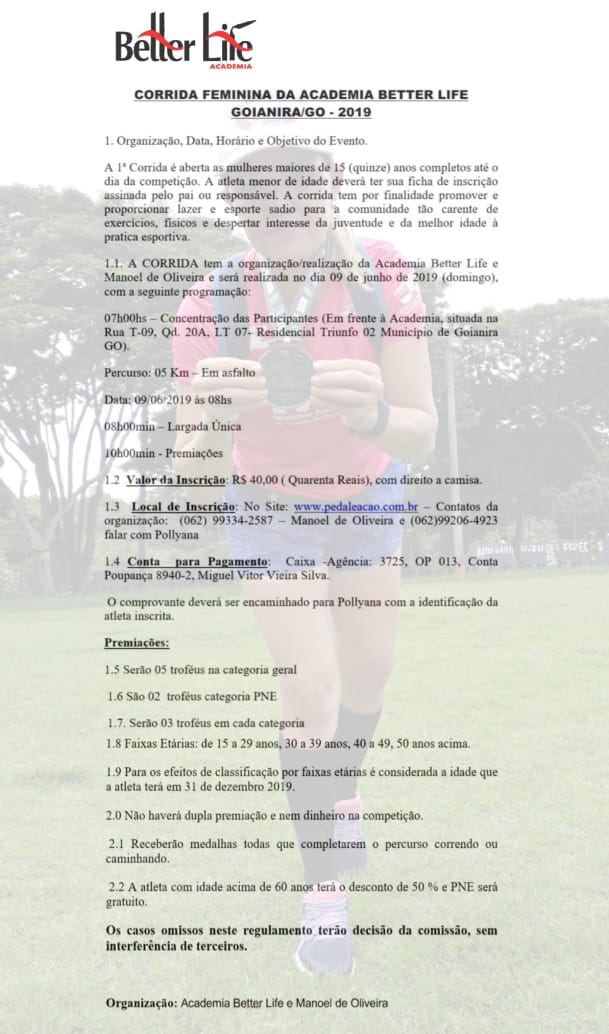 Better Life
ACADEMIA
CORRIDA FEMININA DA ACADEMIA BETTER LIFE
GOIANIRA/GO - 2019
1. Organização, Data, Horário e Objetivo do Evento.
A 1ª Corrida é aberta as mulheres maiores de 15 (quinze) anos completos até o
dia da competição. A atleta menor de idade deverá ter sua ficha de inscrição
assinada pelo pai ou responsável. A corrida tem por finalidade promover e
proporcionar lazer e esporte sadio para a comunidade tão carente de
exercícios, físicos e despertar interesse da juventude e da melhor idade à
pratica esportiva.
1.1. A CORRIDA tem a organização/realização da Academia Better Life e
Manoel de Oliveira e será realizada no dia 09 de junho de 2019 (domingo),
com a seguinte programação:
07h00hs – Concentração das Participantes (Em frente à Academia, situada na
Rua T-09, Qd. 20A, LT 07- Residencial Triunfo 02 Município de Goianira
GO).
Percurso: 05 Km – Em asfalto
Data: 09/06/2019 ás 08hs
08h00min – Largada Única
10h00min - Premiações
1.2 Valor da Inscrição: R$ 40,00 ( Quarenta Reais), com direito a camisa.
1.3 Local de Inscrição: No Site: www.pedaleacao.com.br – Contatos da
organização: (062) 99334-2587 – Manoel de Oliveira e (062)99206-4923
falar com Pollyana
1.4 Conta para Pagamento: Caixa -Agência: 3725, OP 013, Conta
Poupança 8940-2, Miguel Vitor Vieira Silva.
O comprovante deverá ser encaminhado para Pollyana com a identificação da
atleta inscrita.
Premiações:
1.5 Serão 05 troféus na categoria geral
1.6 São 02 troféus categoria PNE
1.7. Serão 03 troféus em cada categoria
1.8 Faixas Etárias: de 15 a 29 anos, 30 a 39 anos, 40 a 49, 50 anos acima.
1.9 Para os efeitos de classificação por faixas etárias é considerada a idade que
a atleta terá em 31 de dezembro 2019.
2.0 Não haverá dupla premiação e nem dinheiro na competição.
2.1 Receberão medalhas todas que completarem o percurso correndo ou
caminhando.
2.2 A atleta com idade acima de 60 anos terá o desconto de 50 % e PNE será
gratuito.
Os casos omissos neste regulamento terão decisão da comissão, sem
interferência de terceiros.
Organização: Academia Better Life e Manoel de Oliveira